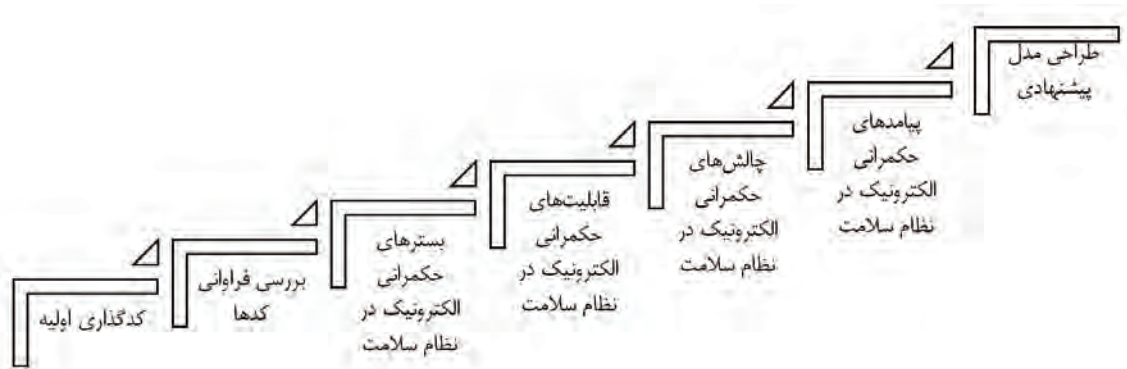 کدگذاری اولیه
بررسی فراوانی
کدها
بسترهای
حکمرانی
الکترونیک در
نظام سلامت
قابلیت‌های
حکمرانی
الکترونیک در
نظام سلامت
چالش‌های
حکمرانی
الکترونیک در
نظام سلامت
پیامدهای
حکمرانی
الکترونیک در
نظام سلامت
طراحی مدل
پیشنهادی